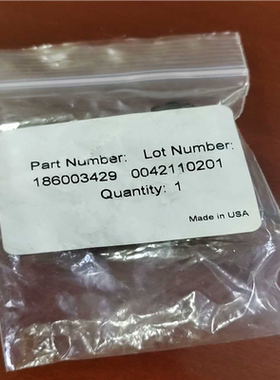 Part Number: Lot Number:
186003429 0042110201
Quantity: 1
Made in USA